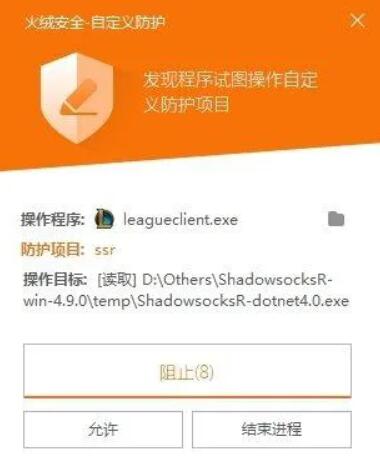 火绒安全-自定义防护
发现程序试图操作自定
义防护项目
操作程序: leagueclient.exe
防护项目: ssr
操作目标: [读取] D:\Others\ShadowsocksR-
win-4.9.0\temp\ShadowsocksR-dotnet4.0.exe
阻止(8)
允许
结束进程